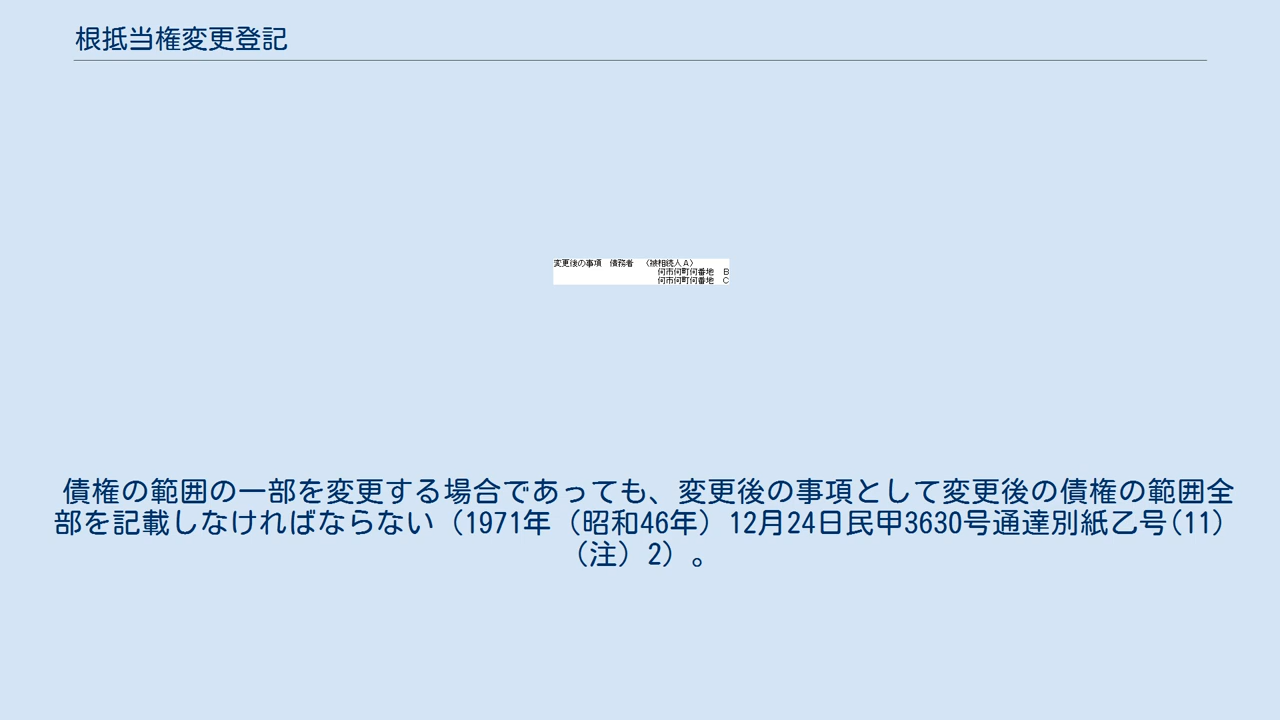 根抵当権変更登記
変更後の事項　債務者　（被相続人Ａ）
何市何町何番地　Ｂ
何市何町何番地　Ｃ
債権の範囲の一部を変更する場合であっても、変更後の事項として変更後の債権の範囲全
部を記載しなければならない（1971年（昭和46年）12月24日民甲3630号通達別紙乙号(11)
（注）2）。